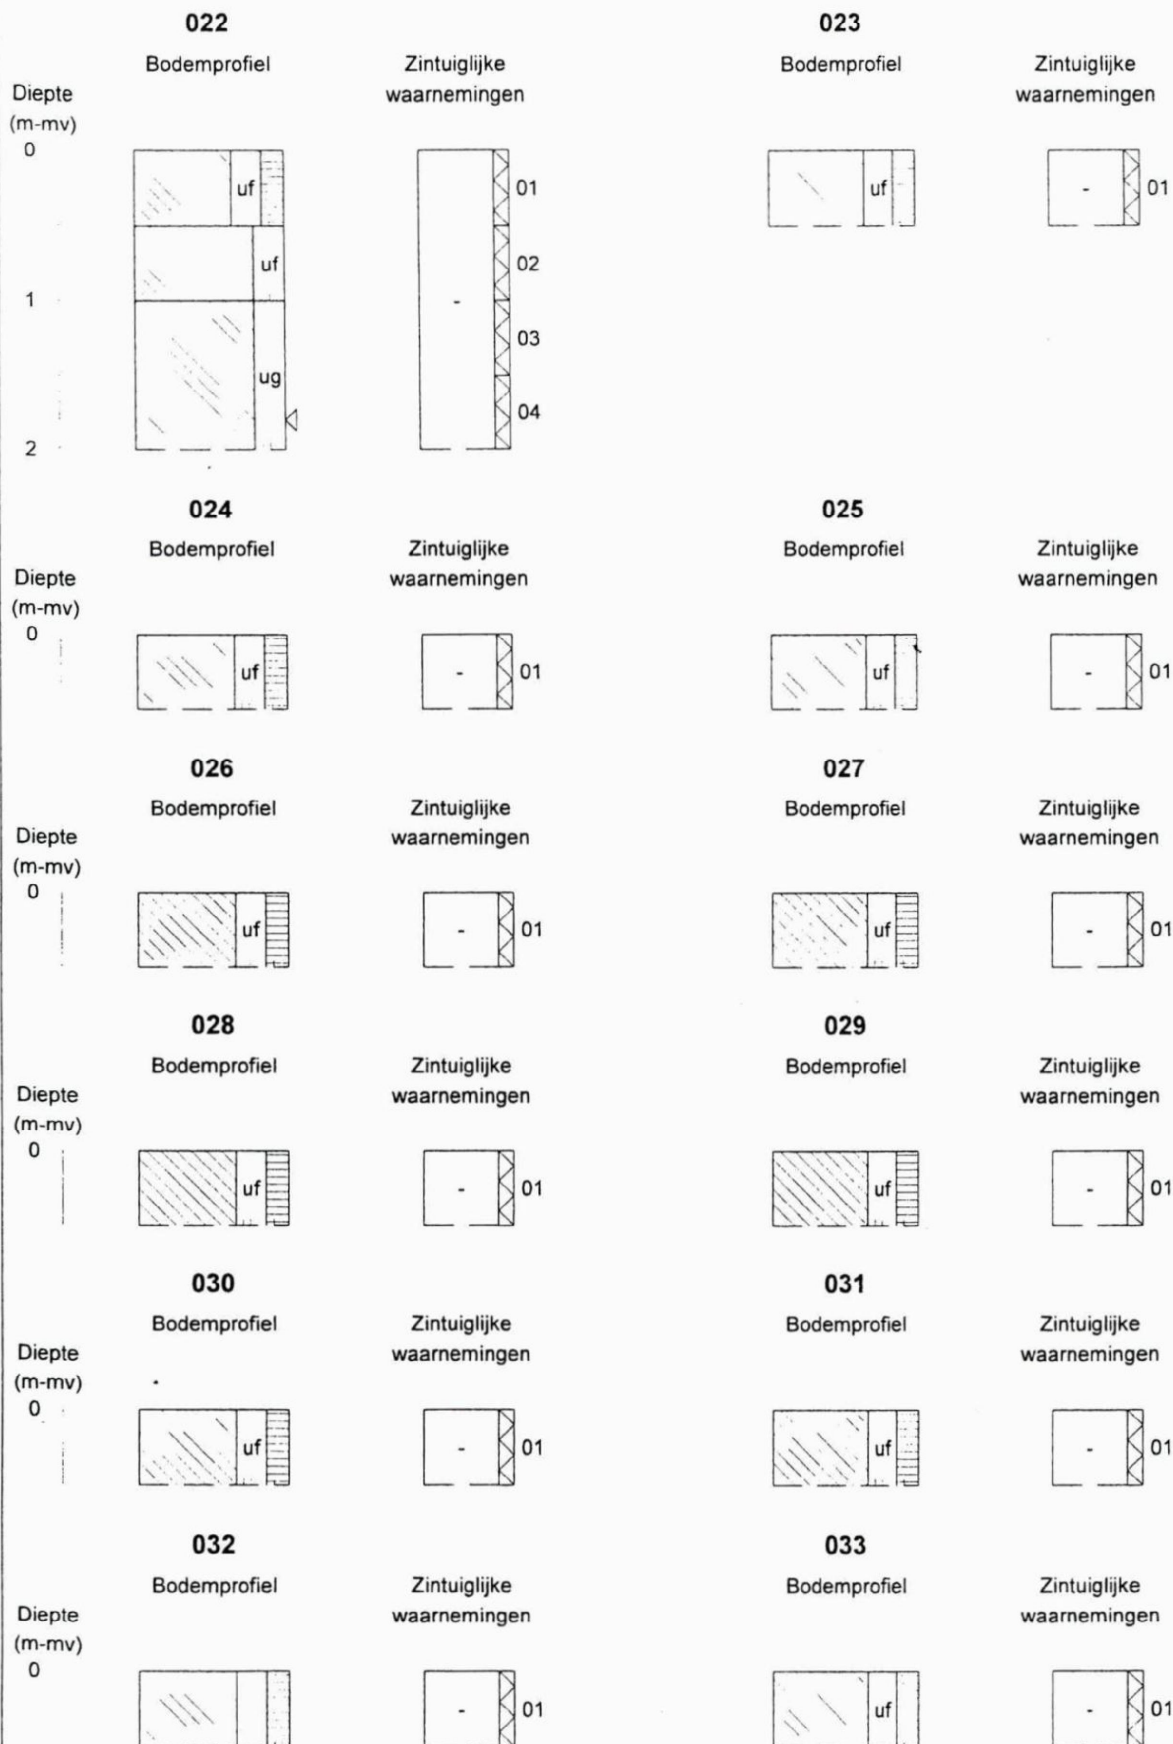 022
Bodemprofiel
Zintuiglijke
waarnemingen
Diepte
(m-mv)
0
uf
01
uf
02
1
-
03
ug
04
2
023
Bodemprofiel
Zintuiglijke
waarnemingen
uf
-
01
024
Bodemprofiel
Zintuiglijke
waarnemingen
Diepte
(m-mv)
0
uf
-
01
025
Bodemprofiel
Zintuiglijke
waarnemingen
uf
-
01
026
Bodemprofiel
Zintuiglijke
waarnemingen
Diepte
(m-mv)
0
uf
-
01
027
Bodemprofiel
Zintuiglijke
waarnemingen
uf
-
01
028
Bodemprofiel
Zintuiglijke
waarnemingen
Diepte
(m-mv)
0
uf
-
01
029
Bodemprofiel
Zintuiglijke
waarnemingen
uf
-
01
030
Bodemprofiel
Zintuiglijke
waarnemingen
Diepte
(m-mv)
0
uf
-
01
031
Bodemprofiel
Zintuiglijke
waarnemingen
uf
-
01
032
Bodemprofiel
Zintuiglijke
waarnemingen
Diepte
(m-mv)
0
-
01
033
Bodemprofiel
Zintuiglijke
waarnemingen
uf
-
01